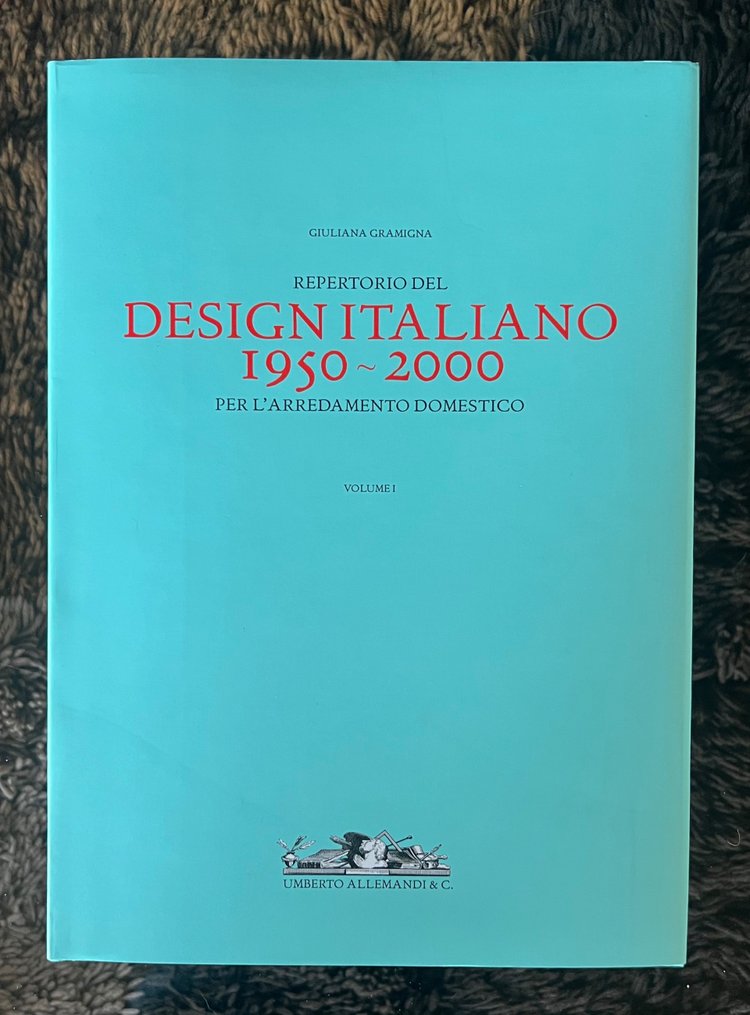 GIULIANA GRAMIGNA
REPERTORIO DEL
DESIGN ITALIANO
1950 ~ 2000
PER L'ARREDAMENTO DOMESTICO
VOLUME I
UMBERTO ALLEMANDI & C.